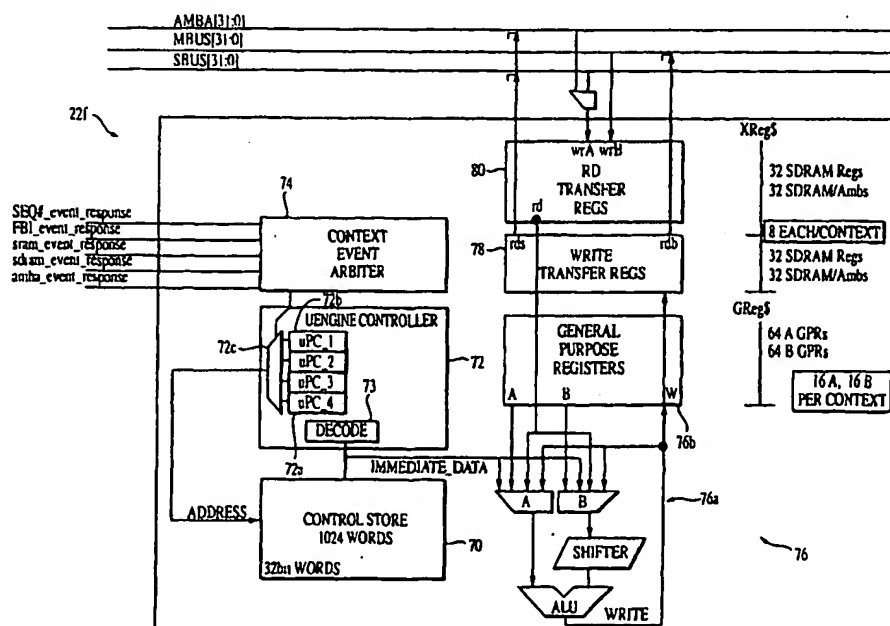 AMBA[31:0]
MBUS[31:0]
SBUS[31:0]
22f
XReg$
wrA wrB
80
RD
TRANSFER
REGS
rd
32 SDRAM Regs
32 SDRAM/Ambs
74
SEQ#_event_response
FBI_event_response
sram_event_response
sdram_event_response
amba_event_response
CONTEXT
EVENT
ARBITER
rds
rdb
78
WRITE
TRANSFER REGS
8 EACH/CONTEXT
32 SDRAM Regs
32 SDRAM/Ambs
GReg$
72b
UENGINE CONTROLLER
72c
uPC_1
uPC_2
uPC_3
uPC_4
72
73
DECODE
72a
GENERAL
PURPOSE
REGISTERS
A
B
W
64 A GPRs
64 B GPRs
16 A, 16 B
PER CONTEXT
76b
IMMEDIATE_DATA
ADDRESS
CONTROL STORE
1024 WORDS
32bit WORDS
70
A
B
76a
SHIFTER
76
ALU
WRITE